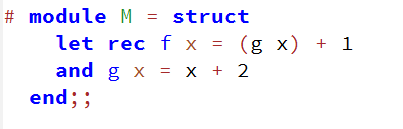 # module M = struct
let rec f x = (g x) + 1
and g x = x + 2
end;;